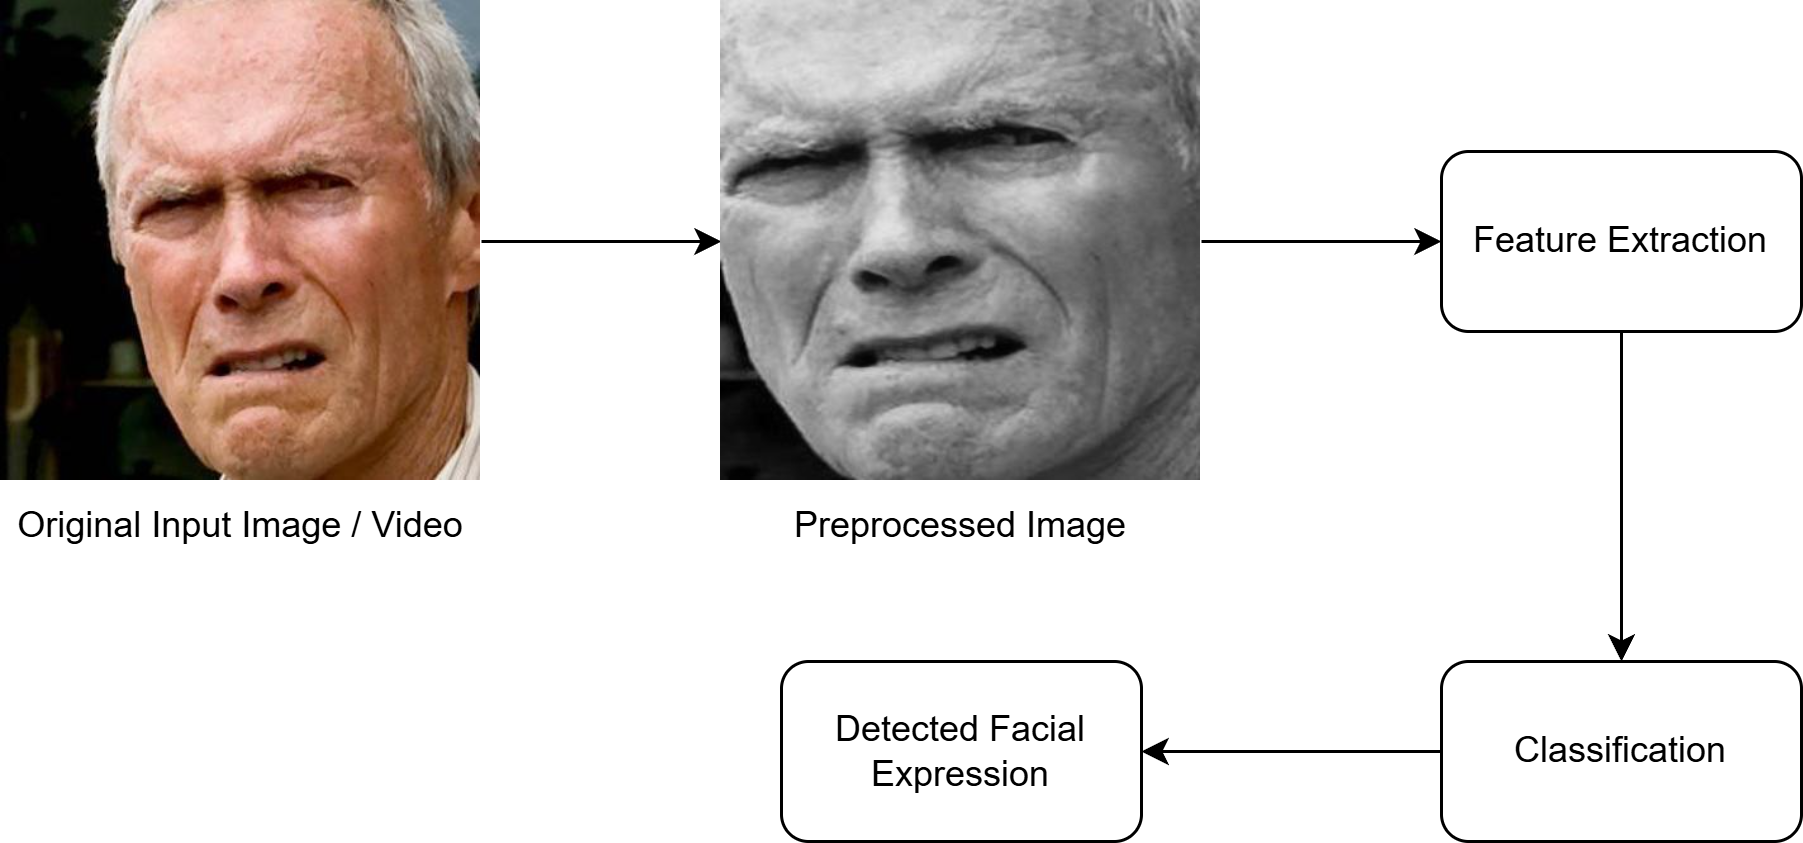 Original Input Image / Video
Preprocessed Image
Feature Extraction
Classification
Detected Facial
Expression